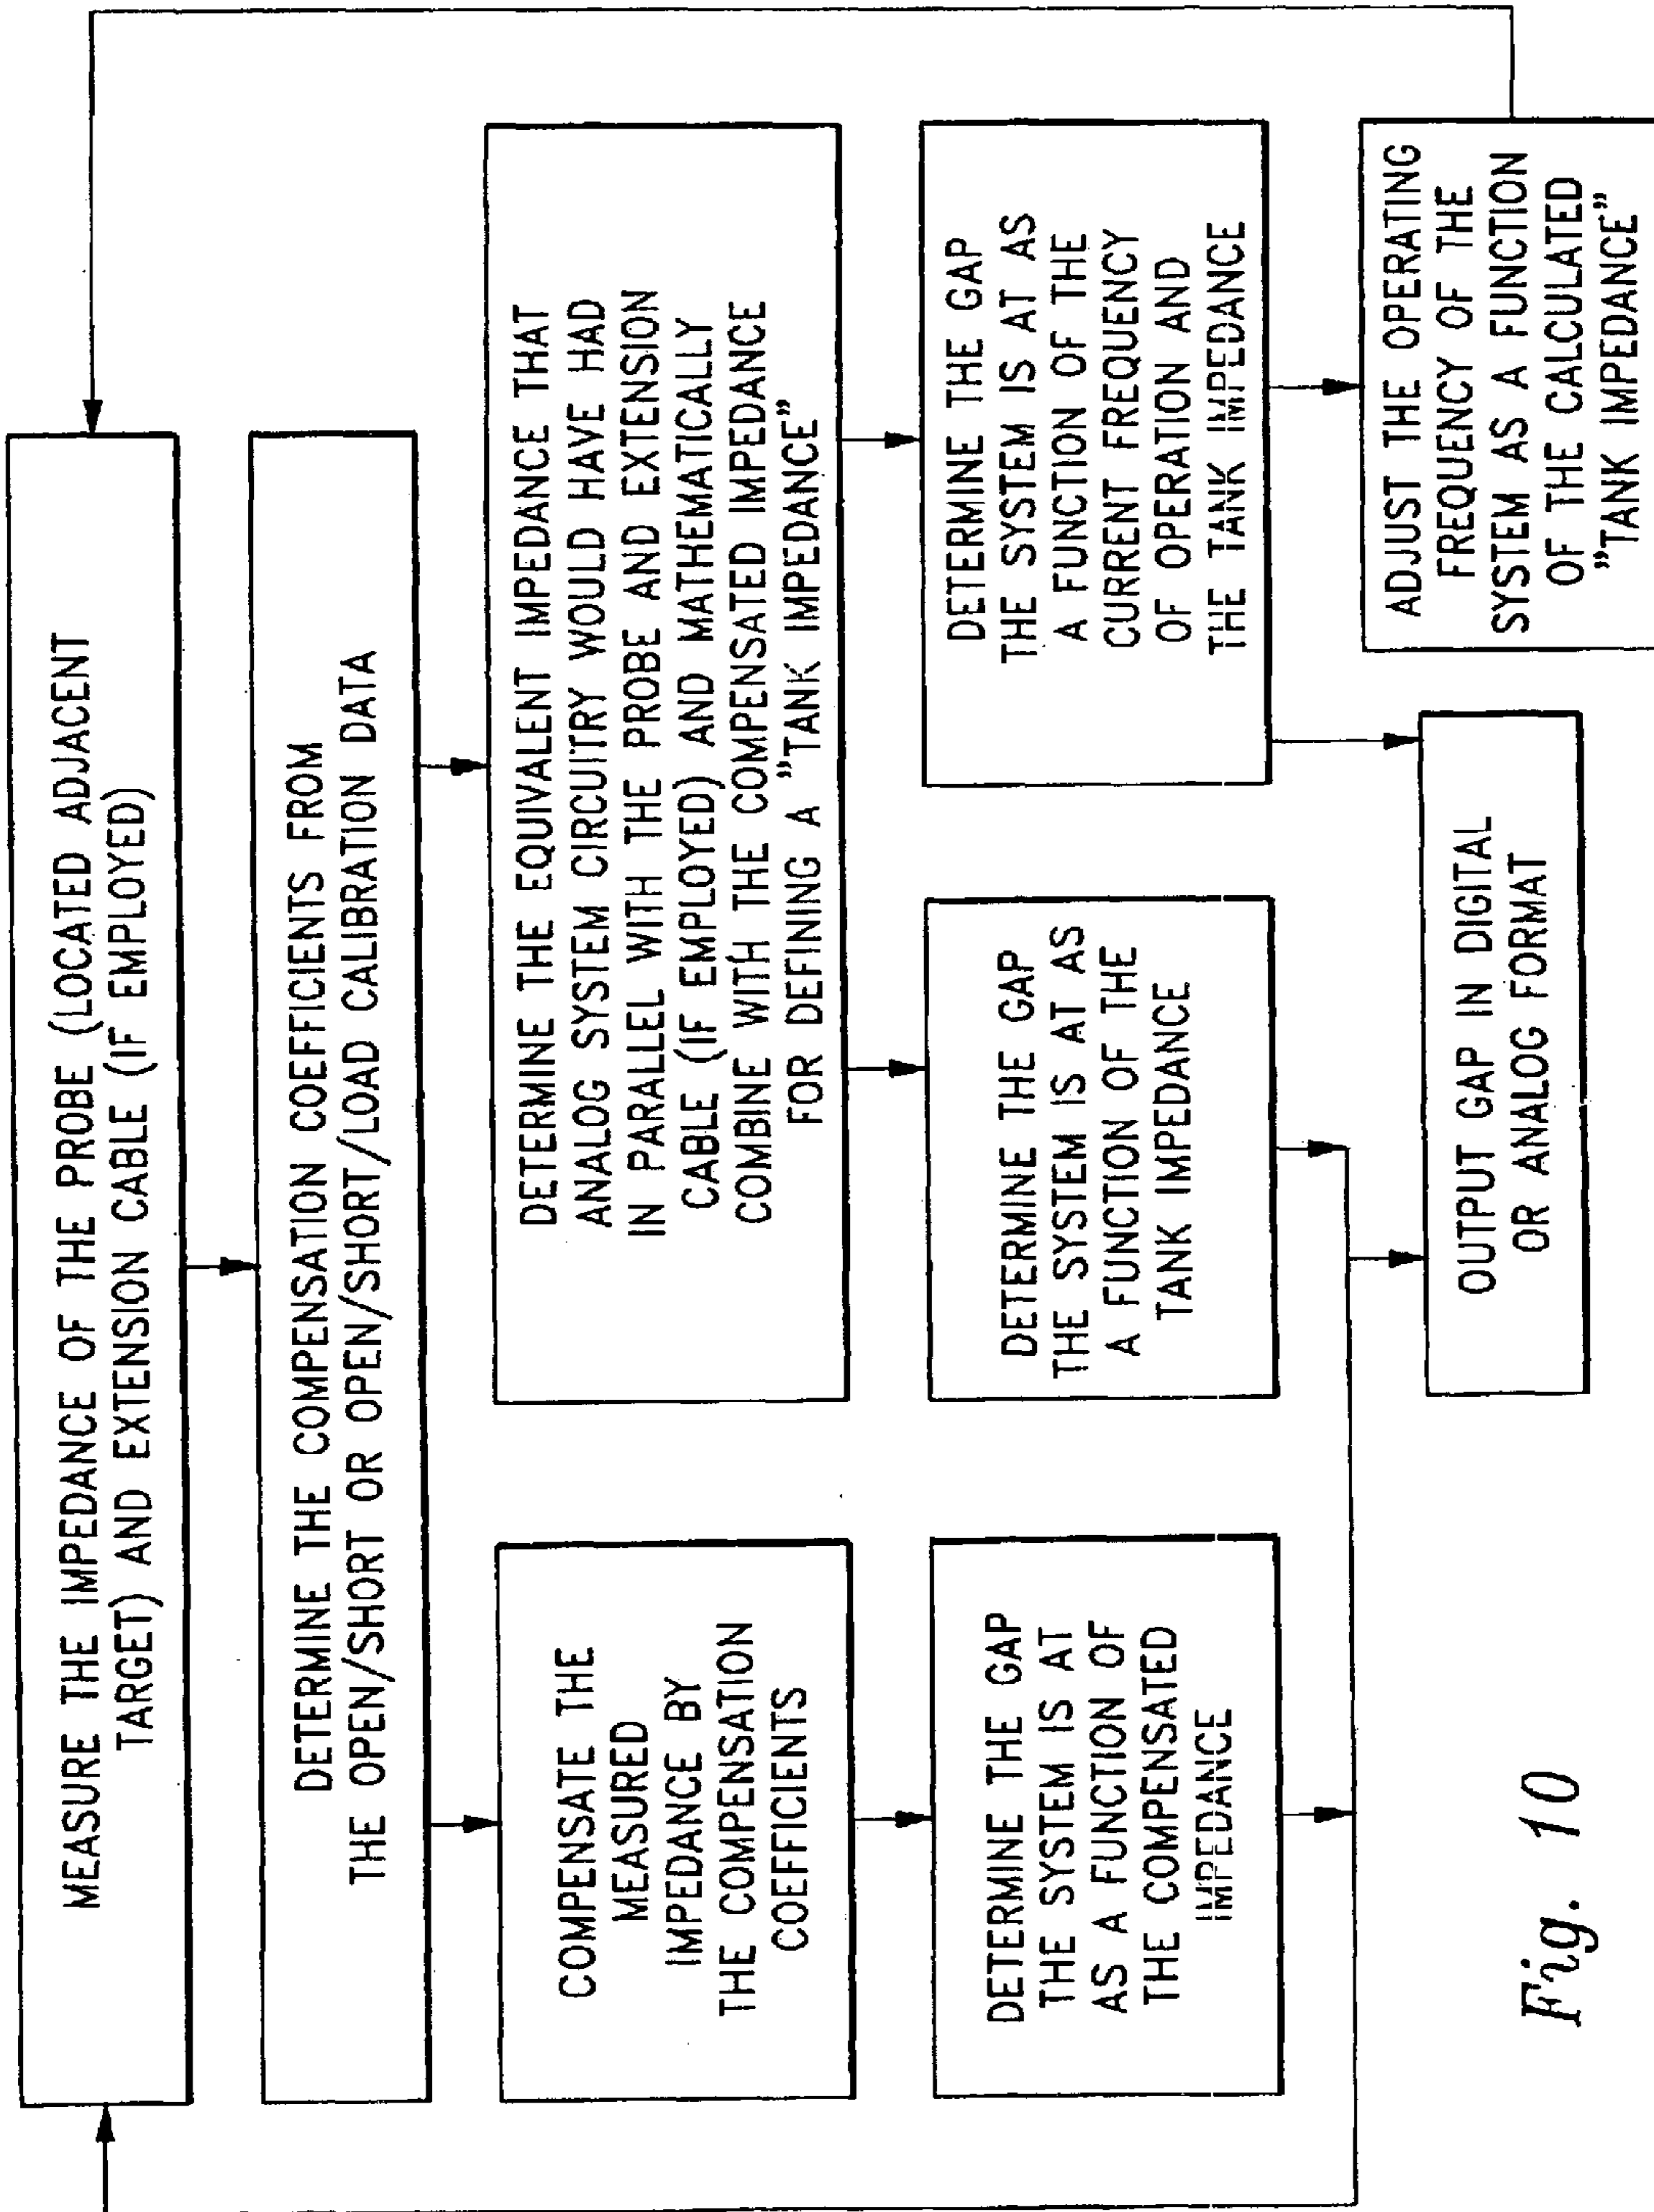 MEASURE THE IMPEDANCE OF THE PROBE (LOCATED ADJACENT
TARGET) AND EXTENSION CABLE (IF EMPLOYED)
DETERMINE THE COMPENSATION COEFFICIENTS FROM
THE OPEN/SHORT OR OPEN/SHORT/LOAD CALIBRATION DATA
COMPENSATE THE
MEASURED
IMPEDANCE BY
THE COMPENSATION
COEFFICIENTS
DETERMINE THE EQUIVALENT IMPEDANCE THAT
ANALOG SYSTEM CIRCUITRY WOULD HAVE HAD
IN PARALLEL WITH THE PROBE AND EXTENSION
CABLE (IF EMPLOYED) AND MATHEMATICALLY
COMBINE WITH THE COMPENSATED IMPEDANCE
FOR DEFINING A "TANK IMPEDANCE"
DETERMINE THE GAP
THE SYSTEM IS AT
AS A FUNCTION OF
THE COMPENSATED
IMPEDANCE
DETERMINE THE GAP
THE SYSTEM IS AT AS
A FUNCTION OF THE
TANK IMPEDANCE
DETERMINE THE GAP
THE SYSTEM IS AT AS
A FUNCTION OF THE
CURRENT FREQUENCY
OF OPERATION AND
THE TANK IMPEDANCE
OUTPUT GAP IN DIGITAL
OR ANALOG FORMAT
ADJUST THE OPERATING
FREQUENCY OF THE
SYSTEM AS A FUNCTION
OF THE CALCULATED
"TANK IMPEDANCE"
Fig. 10